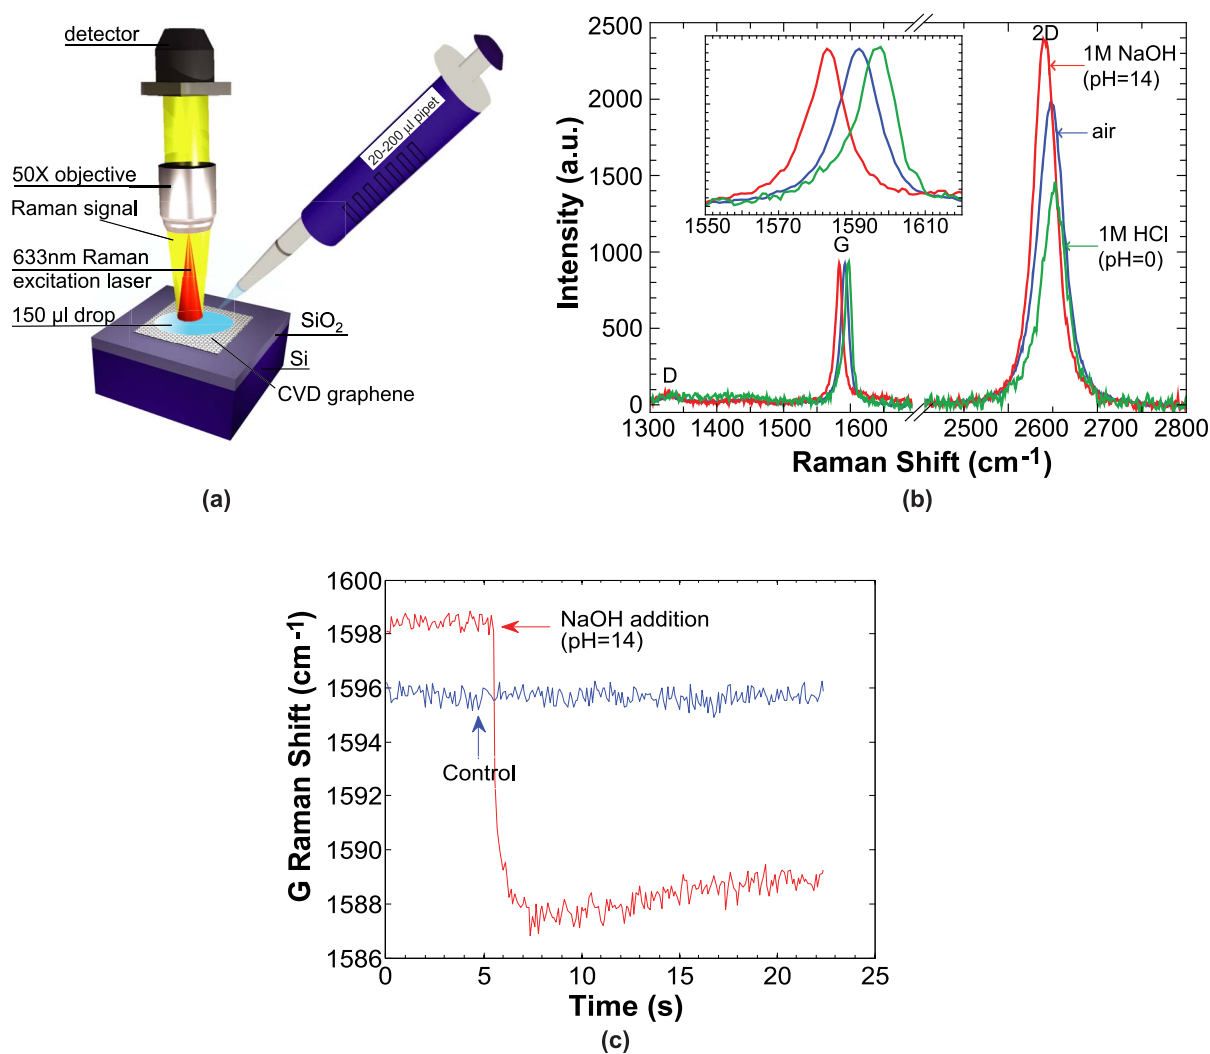 detector
20-200 µl pipet
50X objective
Raman signal
633nm Raman
excitation laser
150 µl drop
SiO2
Si
CVD graphene
(a)
2500
2000
1500
1000
500
0
Intensity (a.u.)
1550 1570 1590 1610
2D
1M NaOH
(pH=14)
air
1M HCl
(pH=0)
G
D
1300 1400 1500 1600 2500 2600 2700 2800
Raman Shift (cm-1)
(b)
1600
1598
1596
1594
1592
1590
1588
1586
G Raman Shift (cm-1)
NaOH addition
(pH=14)
Control
0 5 10 15 20 25
Time (s)
(c)